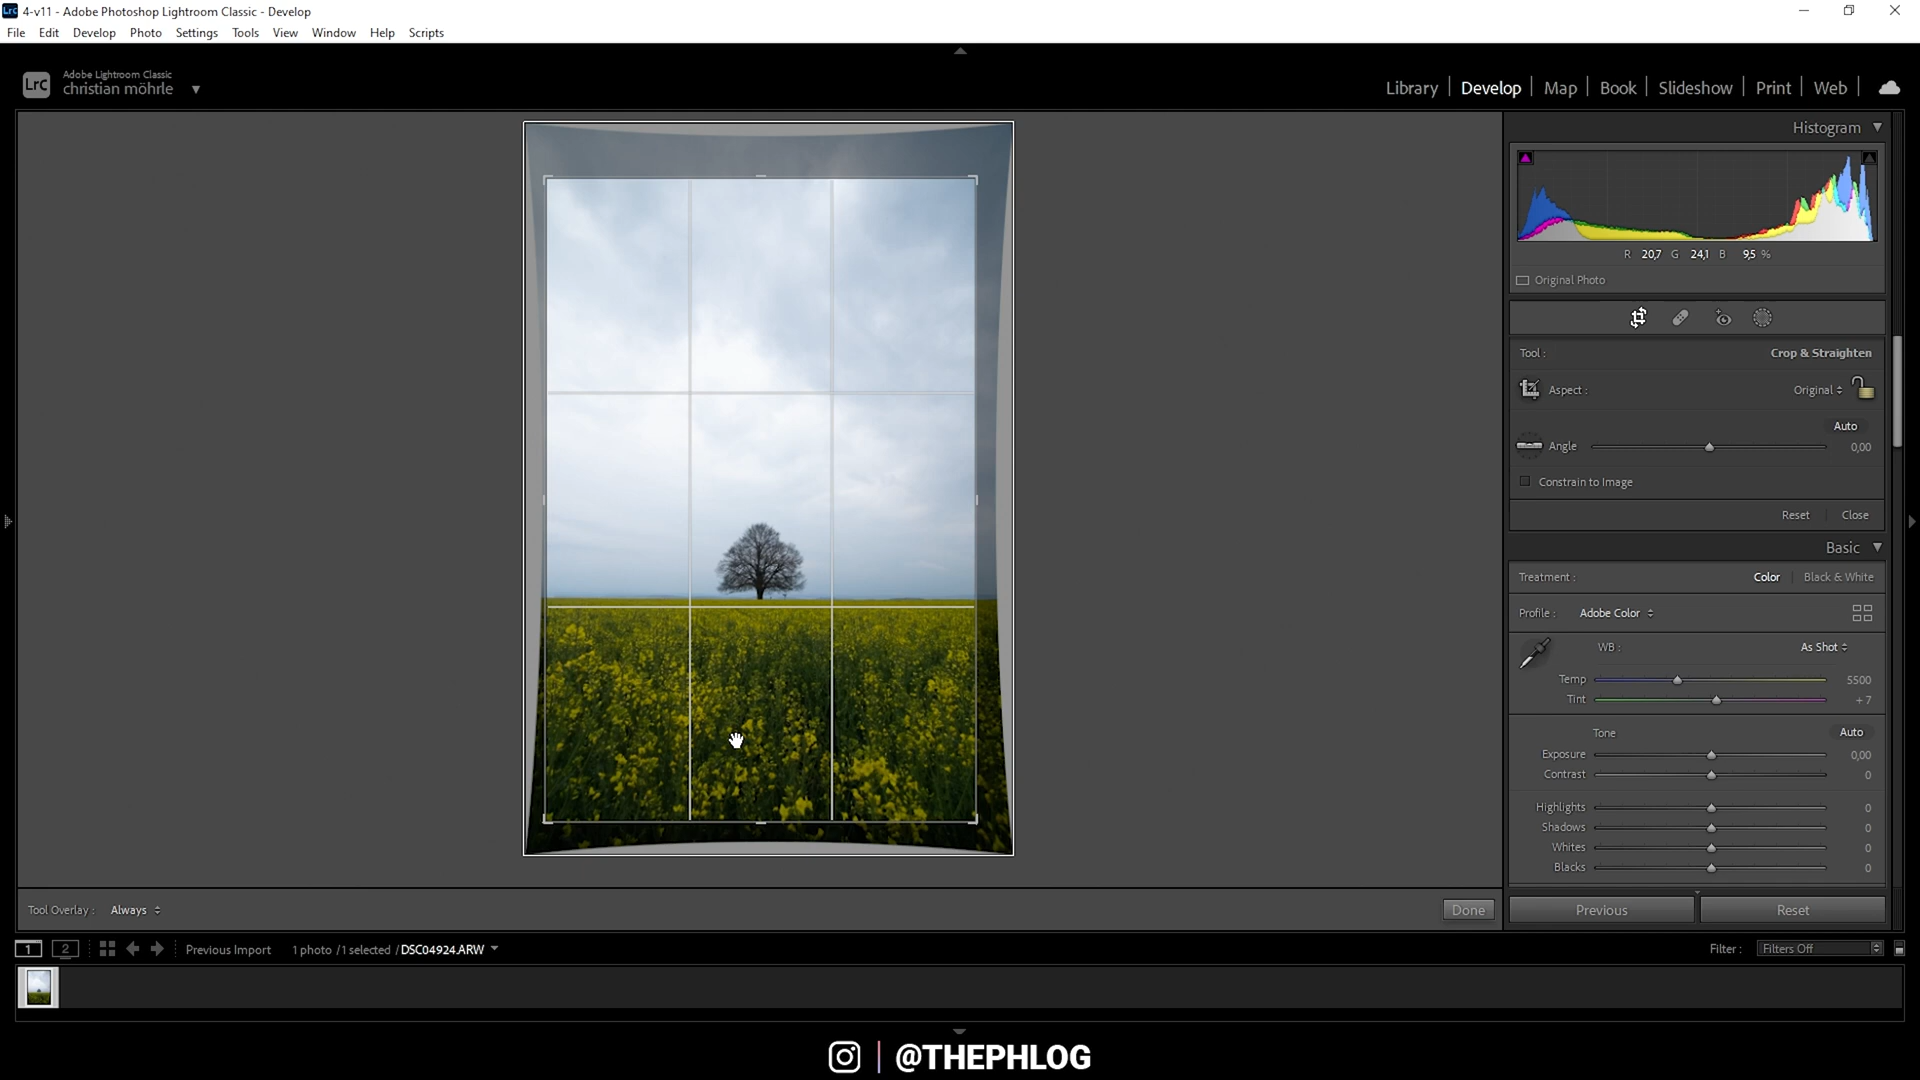 4-v11 - Adobe Photoshop Lightroom Classic - Develop
File Edit Develop Photo Settings Tools View Window Help Scripts
LrC Adobe Lightroom Classic
christian möhrle
Library Develop Map Book Slideshow Print Web
Histogram
R 20,7 G 24,1 B 9,5 %
Original Photo
Tool : Crop & Straighten
Aspect : Original
Auto
Angle 0,00
Constrain to Image
Reset Close
Basic
Treatment : Color Black & White
Profile : Adobe Color
WB : As Shot
Temp 5500
Tint + 7
Tone Auto
Exposure 0,00
Contrast 0
Highlights 0
Shadows 0
Whites 0
Blacks 0
Tool Overlay : Always Done Previous Reset
1 2 Previous Import 1 photo / 1 selected / DSC04924.ARW Filter : Filters Off
@THEPHLOG